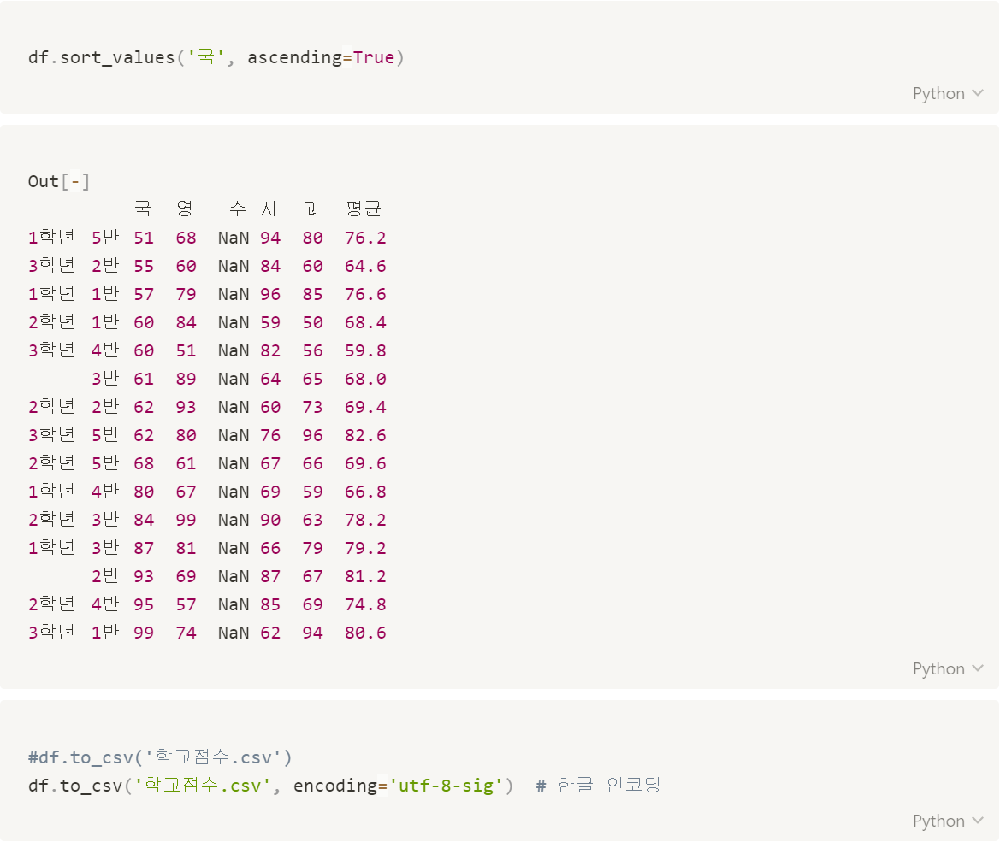 df.sort_values('국', ascending=True)
Python
Out[-]
국 영 수 사 과 평균
1학년 5반 51 68 NaN 94 80 76.2
3학년 2반 55 60 NaN 84 60 64.6
1학년 1반 57 79 NaN 96 85 76.6
2학년 1반 60 84 NaN 59 50 68.4
3학년 4반 60 51 NaN 82 56 59.8
3반 61 89 NaN 64 65 68.0
2학년 2반 62 93 NaN 60 73 69.4
3학년 5반 62 80 NaN 76 96 82.6
2학년 5반 68 61 NaN 67 66 69.6
1학년 4반 80 67 NaN 69 59 66.8
2학년 3반 84 99 NaN 90 63 78.2
1학년 3반 87 81 NaN 66 79 79.2
2반 93 69 NaN 87 67 81.2
2학년 4반 95 57 NaN 85 69 74.8
3학년 1반 99 74 NaN 62 94 80.6
Python
#df.to_csv('학교점수.csv')
df.to_csv('학교점수.csv', encoding='utf-8-sig') # 한글 인코딩
Python